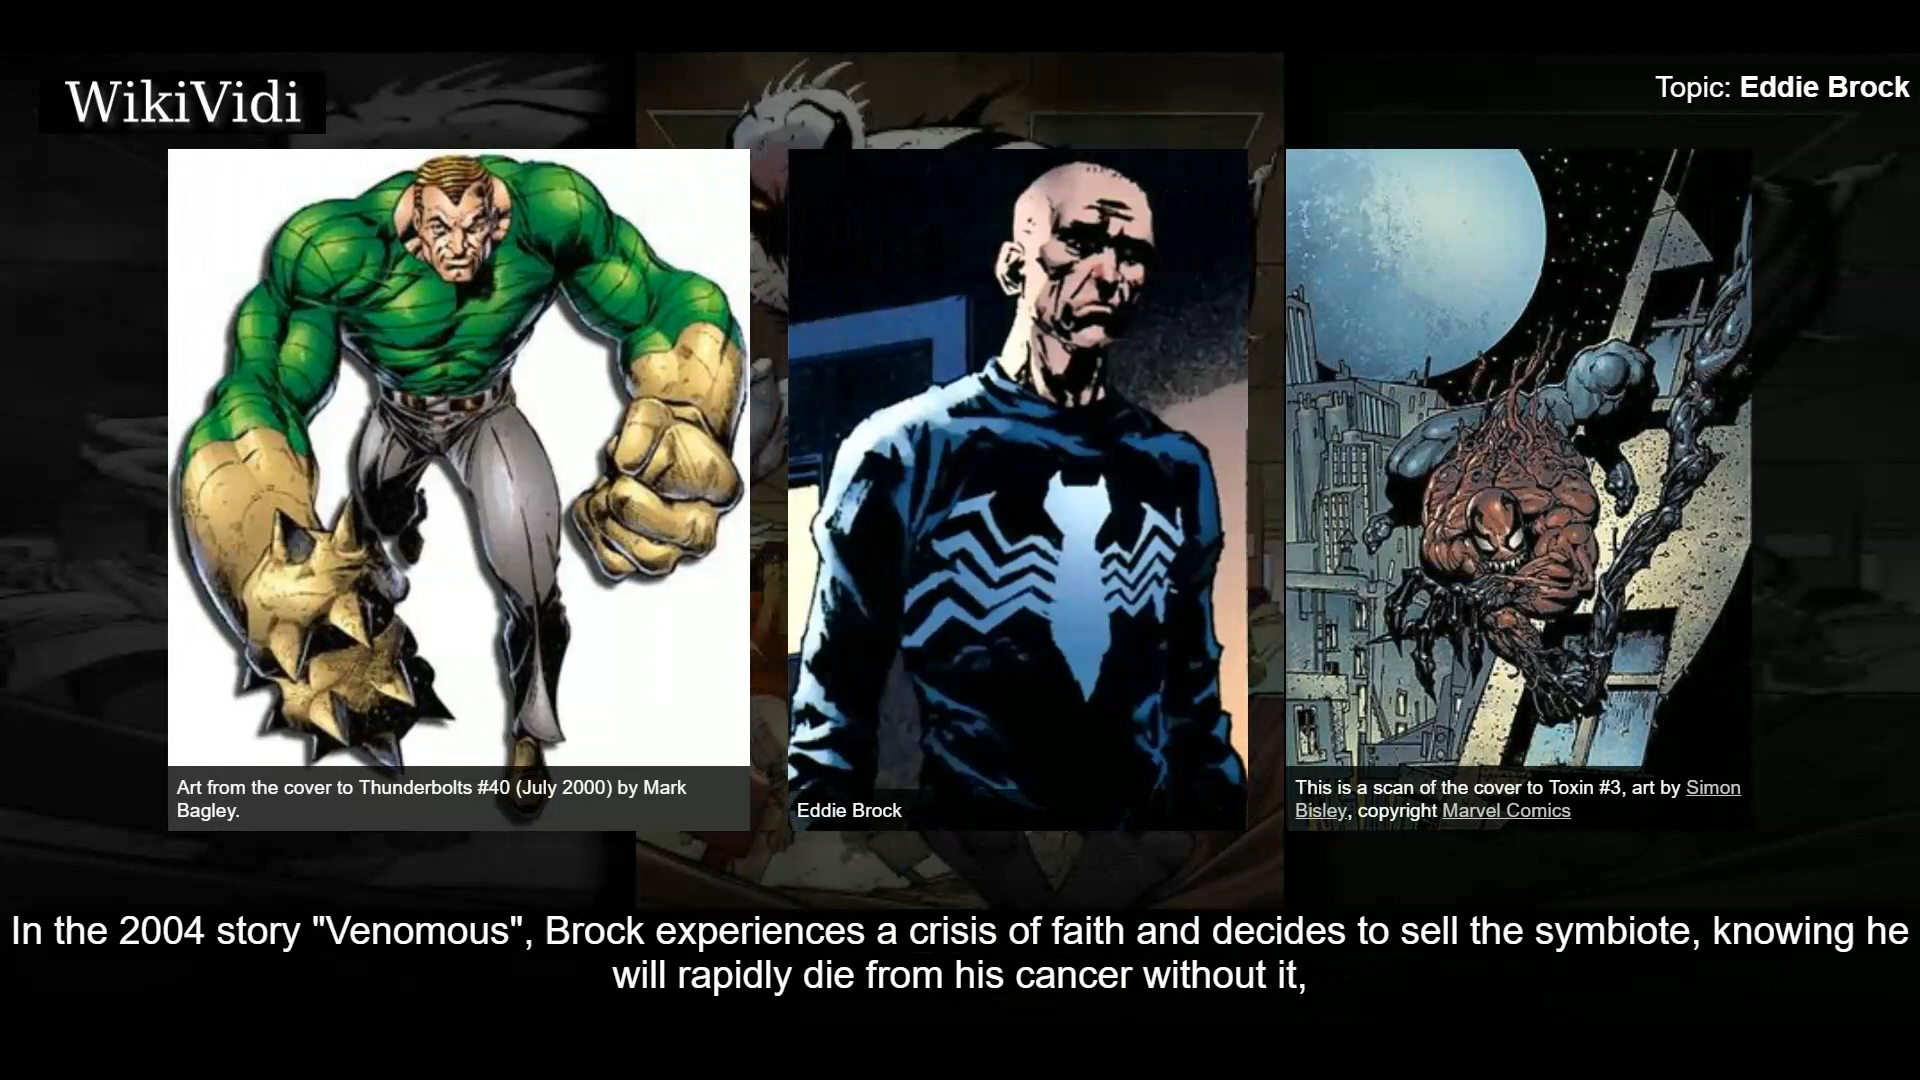 WikiVidi
Topic: Eddie Brock
Art from the cover to Thunderbolts #40 (July 2000) by Mark
Bagley.
Eddie Brock
This is a scan of the cover to Toxin #3, art by Simon
Bisley, copyright Marvel Comics
In the 2004 story "Venomous", Brock experiences a crisis of faith and decides to sell the symbiote, knowing he
will rapidly die from his cancer without it,